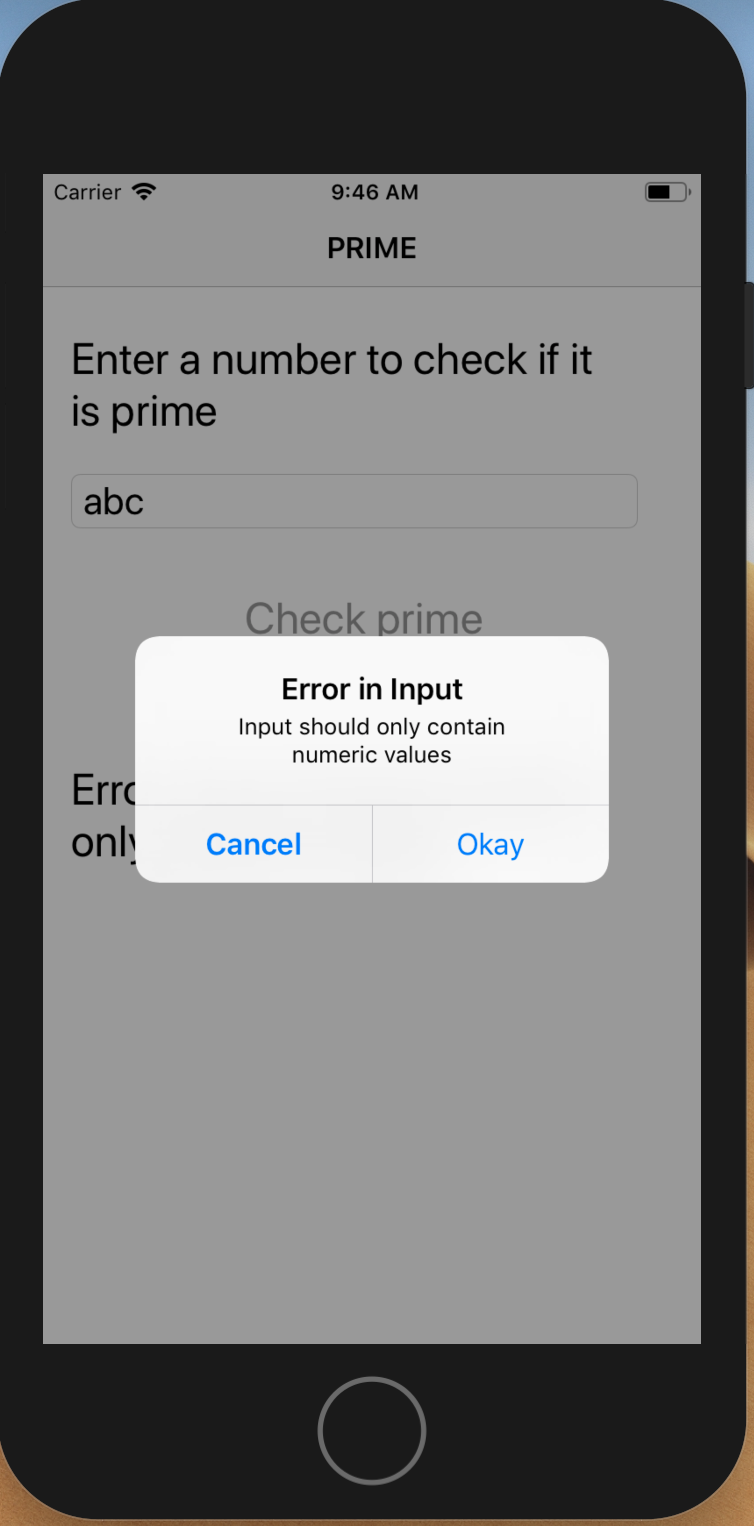 Carrier 9:46 AM
PRIME
Enter a number to check if it
is prime
abc
Check prime
Error in Input
Input should only contain
numeric values
Cancel Okay